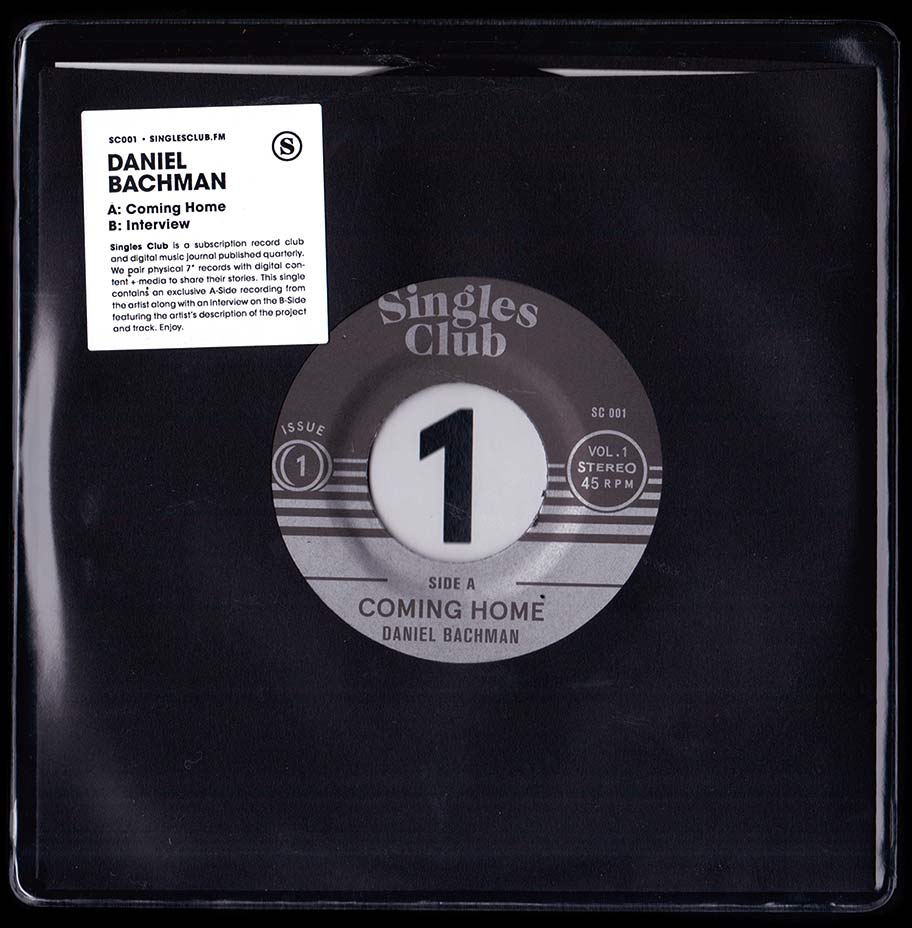 SC001 • SINGLESCLUB.FM
S
DANIEL
BACHMAN
A: Coming Home
B: Interview
Singles Club is a subscription record club
and digital music journal published quarterly.
We pair physical 7" records with digital con-
tent + media to share their stories. This single
contains an exclusive A-Side recording from
the artist along with an interview on the B-Side
featuring the artist's description of the project
and track. Enjoy.
Singles
Club
SC 001
ISSUE
1
1
VOL.1
STEREO
45 RPM
SIDE A
COMING HOME
DANIEL BACHMAN